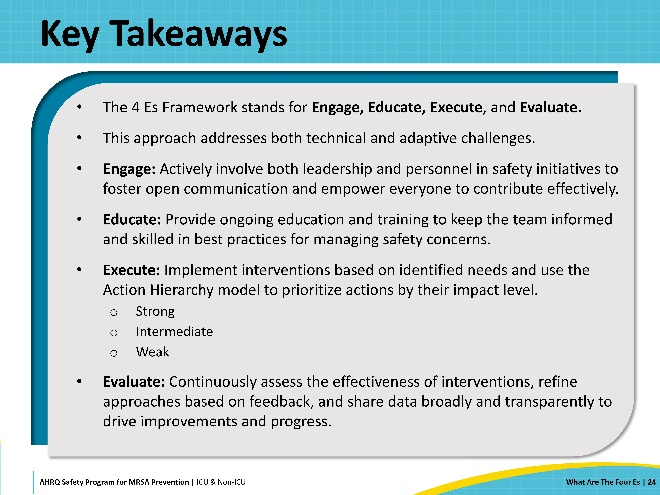 Key Takeaways
• The 4 Es Framework stands for Engage, Educate, Execute, and Evaluate.
• This approach addresses both technical and adaptive challenges.
• Engage: Actively involve both leadership and personnel in safety initiatives to
foster open communication and empower everyone to contribute effectively.
• Educate: Provide ongoing education and training to keep the team informed
and skilled in best practices for managing safety concerns.
• Execute: Implement interventions based on identified needs and use the
Action Hierarchy model to prioritize actions by their impact level.
o Strong
o Intermediate
o Weak
• Evaluate: Continuously assess the effectiveness of interventions, refine
approaches based on feedback, and share data broadly and transparently to
drive improvements and progress.
AHRQ Safety Program for MRSA Prevention | ICU & Non-ICU
What Are The Four Es | 24